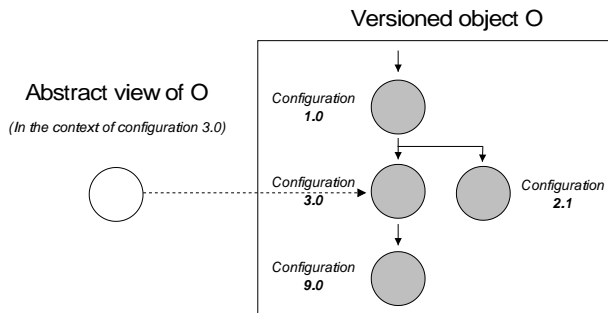 Versioned object O
Abstract view of O
(In the context of configuration 3.0)
Configuration
1.0
Configuration
3.0
Configuration
2.1
Configuration
9.0